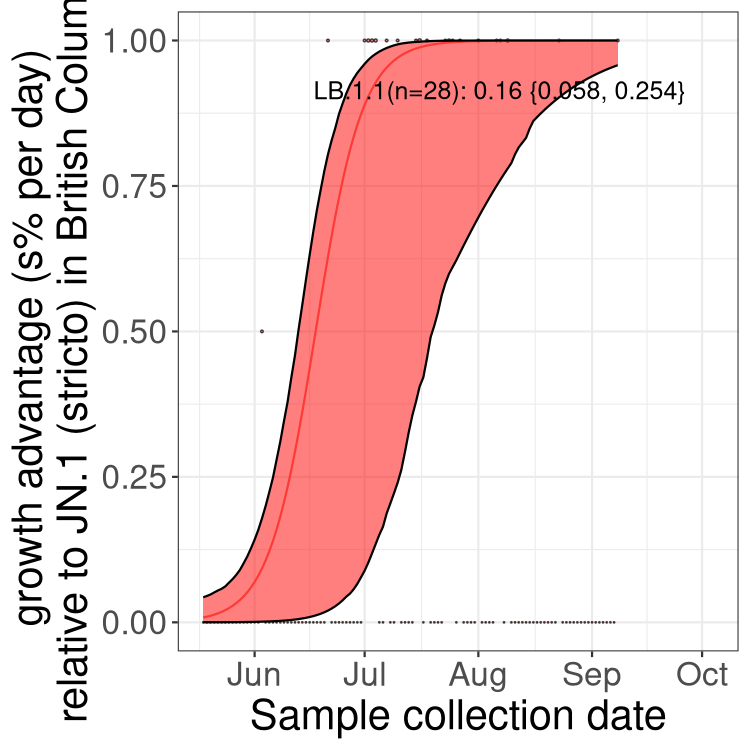 growth advantage (s% per day)
relative to JN.1 (stricto) in British Colum
1.00
0.75
0.50
0.25
0.00
LB.1.1(n=28): 0.16 {0.058, 0.254}
Jun Jul Aug Sep Oct
Sample collection date